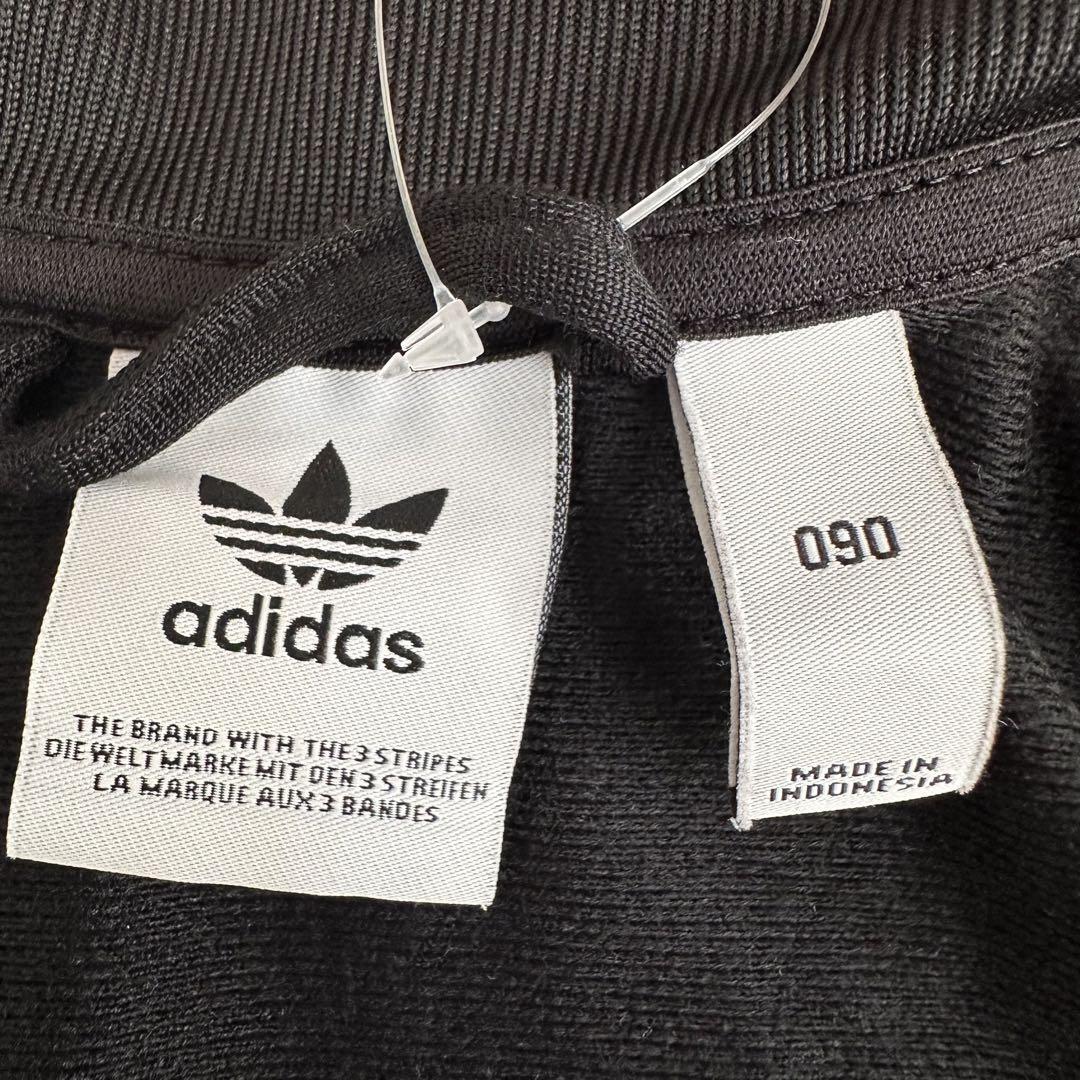 adidas
THE BRAND WITH THE 3 STRIPES
DIE WELTMARKE MIT DEN 3 STREIFEN
LA MARQUE AUX 3 BANDES
090
MADE IN
INDONESIA